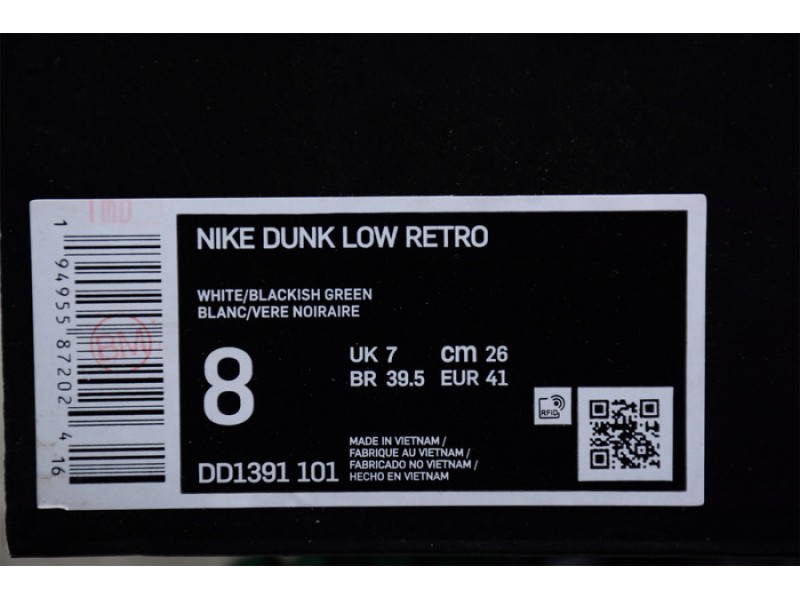 TMD
NIKE DUNK LOW RETRO
WHITE/BLACKISH GREEN
BLANC/VERE NOIRAIRE
8
UK 7 cm 26
BR 39.5 EUR 41
RFID
MADE IN VIETNAM /
FABRIQUE AU VIETNAM /
FABRICADO NO VIETNAM /
HECHO EN VIETNAM
DD1391 101
1 94955 87202 4 16
BM